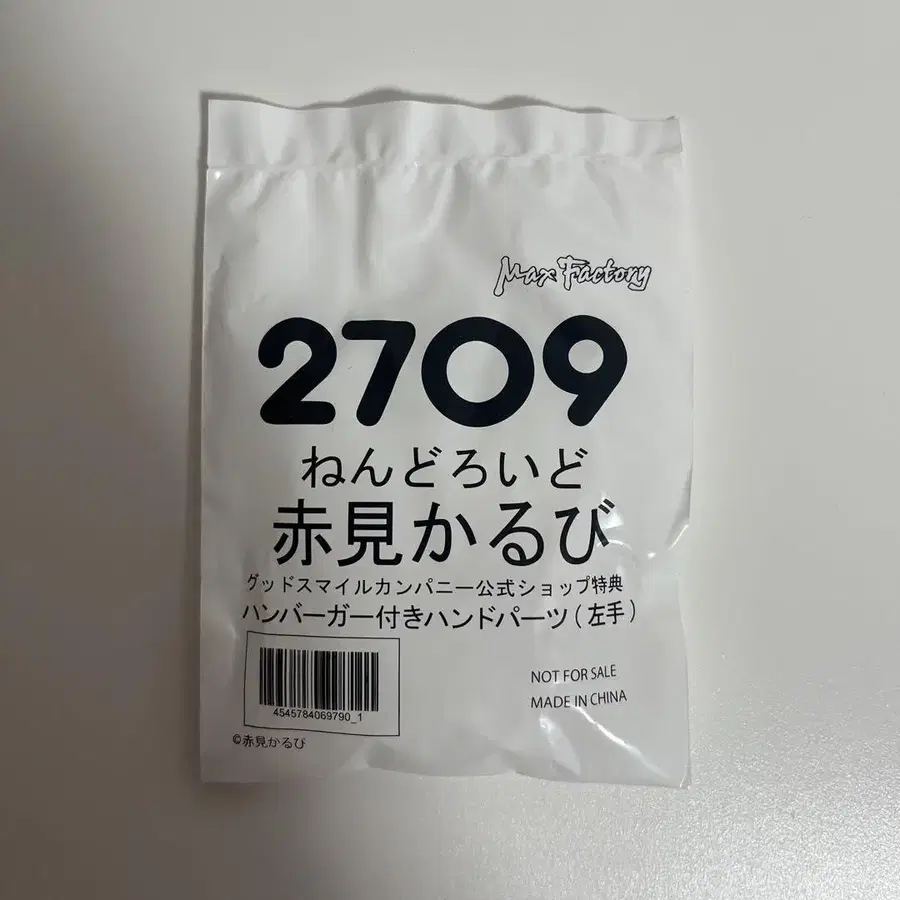 Max Factory
2709
ねんどろいど
赤見かるび
グッドスマイルカンパニー公式ショップ特典
ハンバーガー付きハンドパーツ(左手)
NOT FOR SALE
MADE IN CHINA
4545784069790_1
©赤見かるび